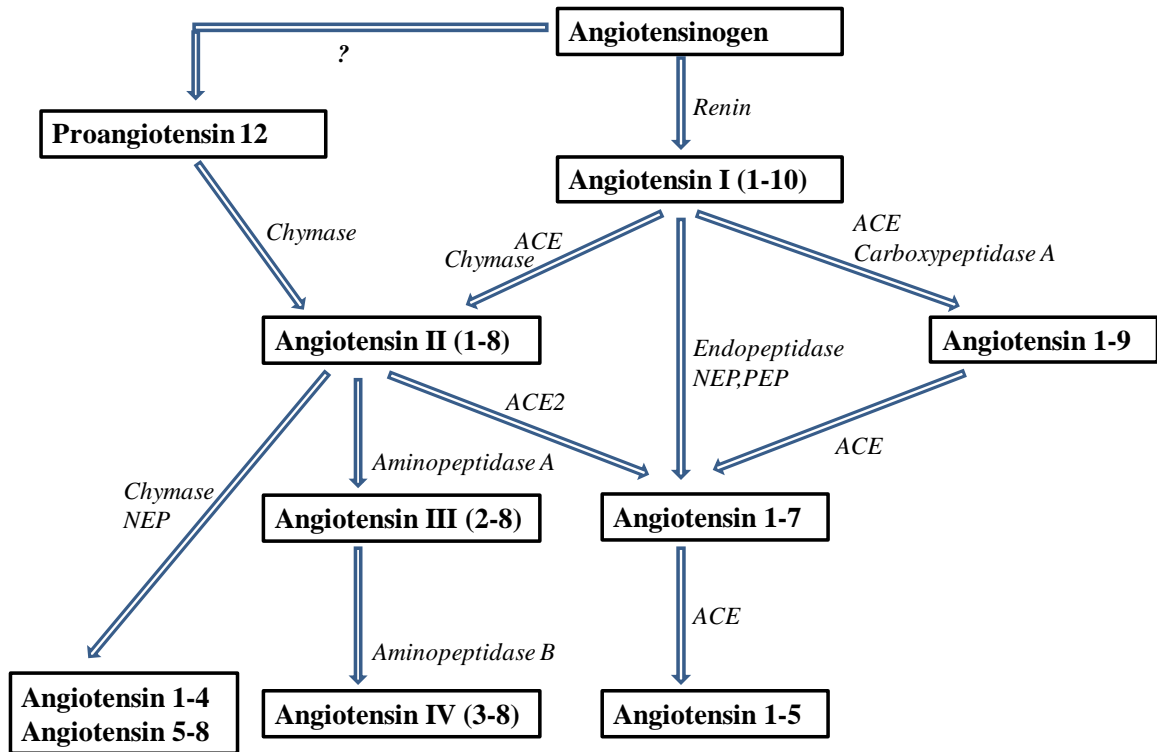 Angiotensinogen
?
Renin
Proangiotensin 12
Angiotensin I (1-10)
Chymase
ACE
Chymase
ACE
Carboxypeptidase A
Angiotensin II (1-8)
Endopeptidase
NEP,PEP
Angiotensin 1-9
ACE2
ACE
Aminopeptidase A
Chymase
NEP
Angiotensin III (2-8)
Angiotensin 1-7
ACE
Aminopeptidase B
Angiotensin 1-4
Angiotensin 5-8
Angiotensin IV (3-8)
Angiotensin 1-5